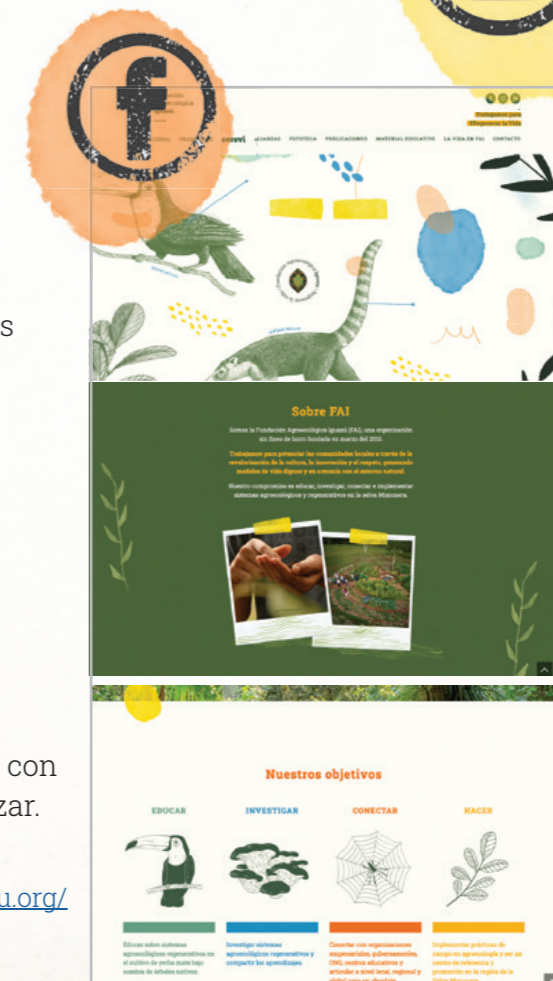 s
con
zar.
u.org/
Trabajamos para
#Regenerar la Vida
ALIANZAS FOTOTECA PUBLICACIONES MATERIAL EDUCATIVO LA VIDA EN FAI CONTACTO
Sobre FAI
Somos la Fundación Agroecológica Iguazú (FAI), una organización
sin fines de lucro fundada en marzo del 2010.
Trabajamos para potenciar las comunidades locales a través de la
revalorización de la cultura, la innovación y el respeto, pensando
modelos de vida digna y en armonía con el entorno natural.
Nuestro compromiso es educar, investigar, conectar e implementar
sistemas agroecológicos y regenerativos en la selva Misionera.
Nuestros objetivos
EDUCAR INVESTIGAR CONECTAR HACER
Educar sobre sistemas
agroecológicos regenerativos en
el cultivo de yerba mate bajo
sombra de árboles nativos.
Investigar sistemas
agroecológicos regenerativos y
compartir los aprendizajes.
Conectar con organizaciones
empresariales, gubernamentales,
ONG, centros educativos y
articular a nivel local, regional y
Implementar prácticas de
campo en agroecología y ser un
centro de referencia y
promoción en la región de la
Selva Misionera.